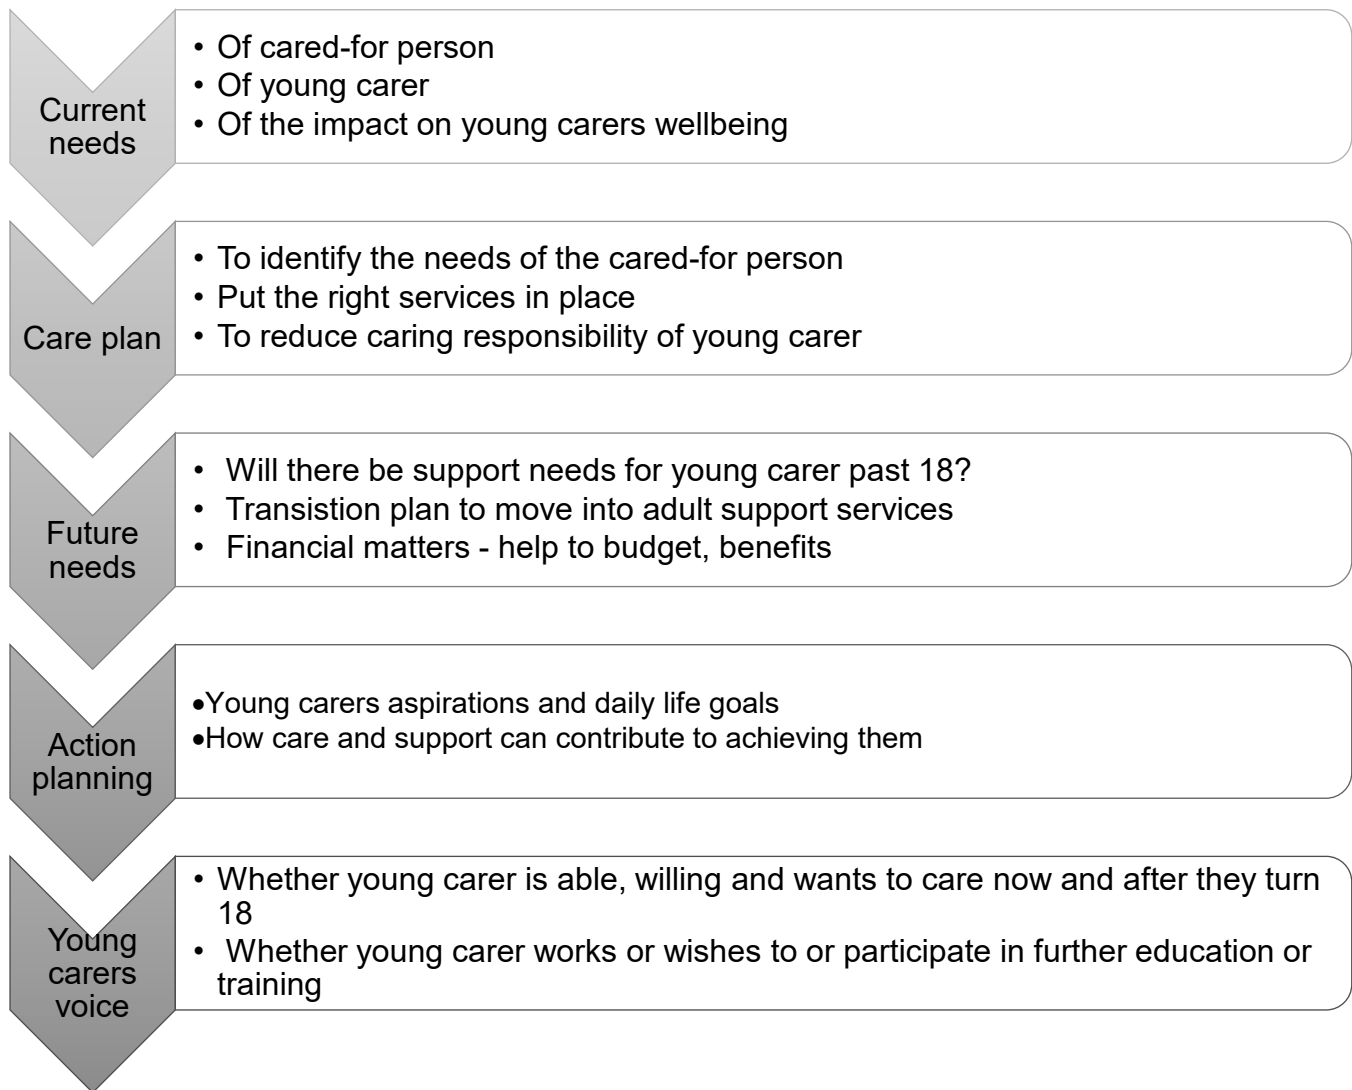 Current
needs
• Of cared-for person
• Of young carer
• Of the impact on young carers wellbeing
Care plan
• To identify the needs of the cared-for person
• Put the right services in place
• To reduce caring responsibility of young carer
Future
needs
• Will there be support needs for young carer past 18?
• Transistion plan to move into adult support services
• Financial matters - help to budget, benefits
Action
planning
•Young carers aspirations and daily life goals
•How care and support can contribute to achieving them
Young
carers
voice
• Whether young carer is able, willing and wants to care now and after they turn
18
• Whether young carer works or wishes to or participate in further education or
training